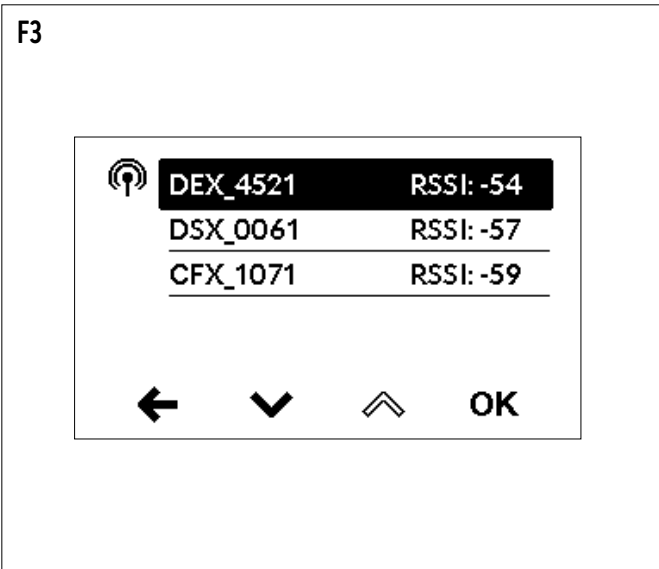 F3
DEX_4521 RSSI: -54
DSX_0061 RSSI: -57
CFX_1071 RSSI: -59
OK